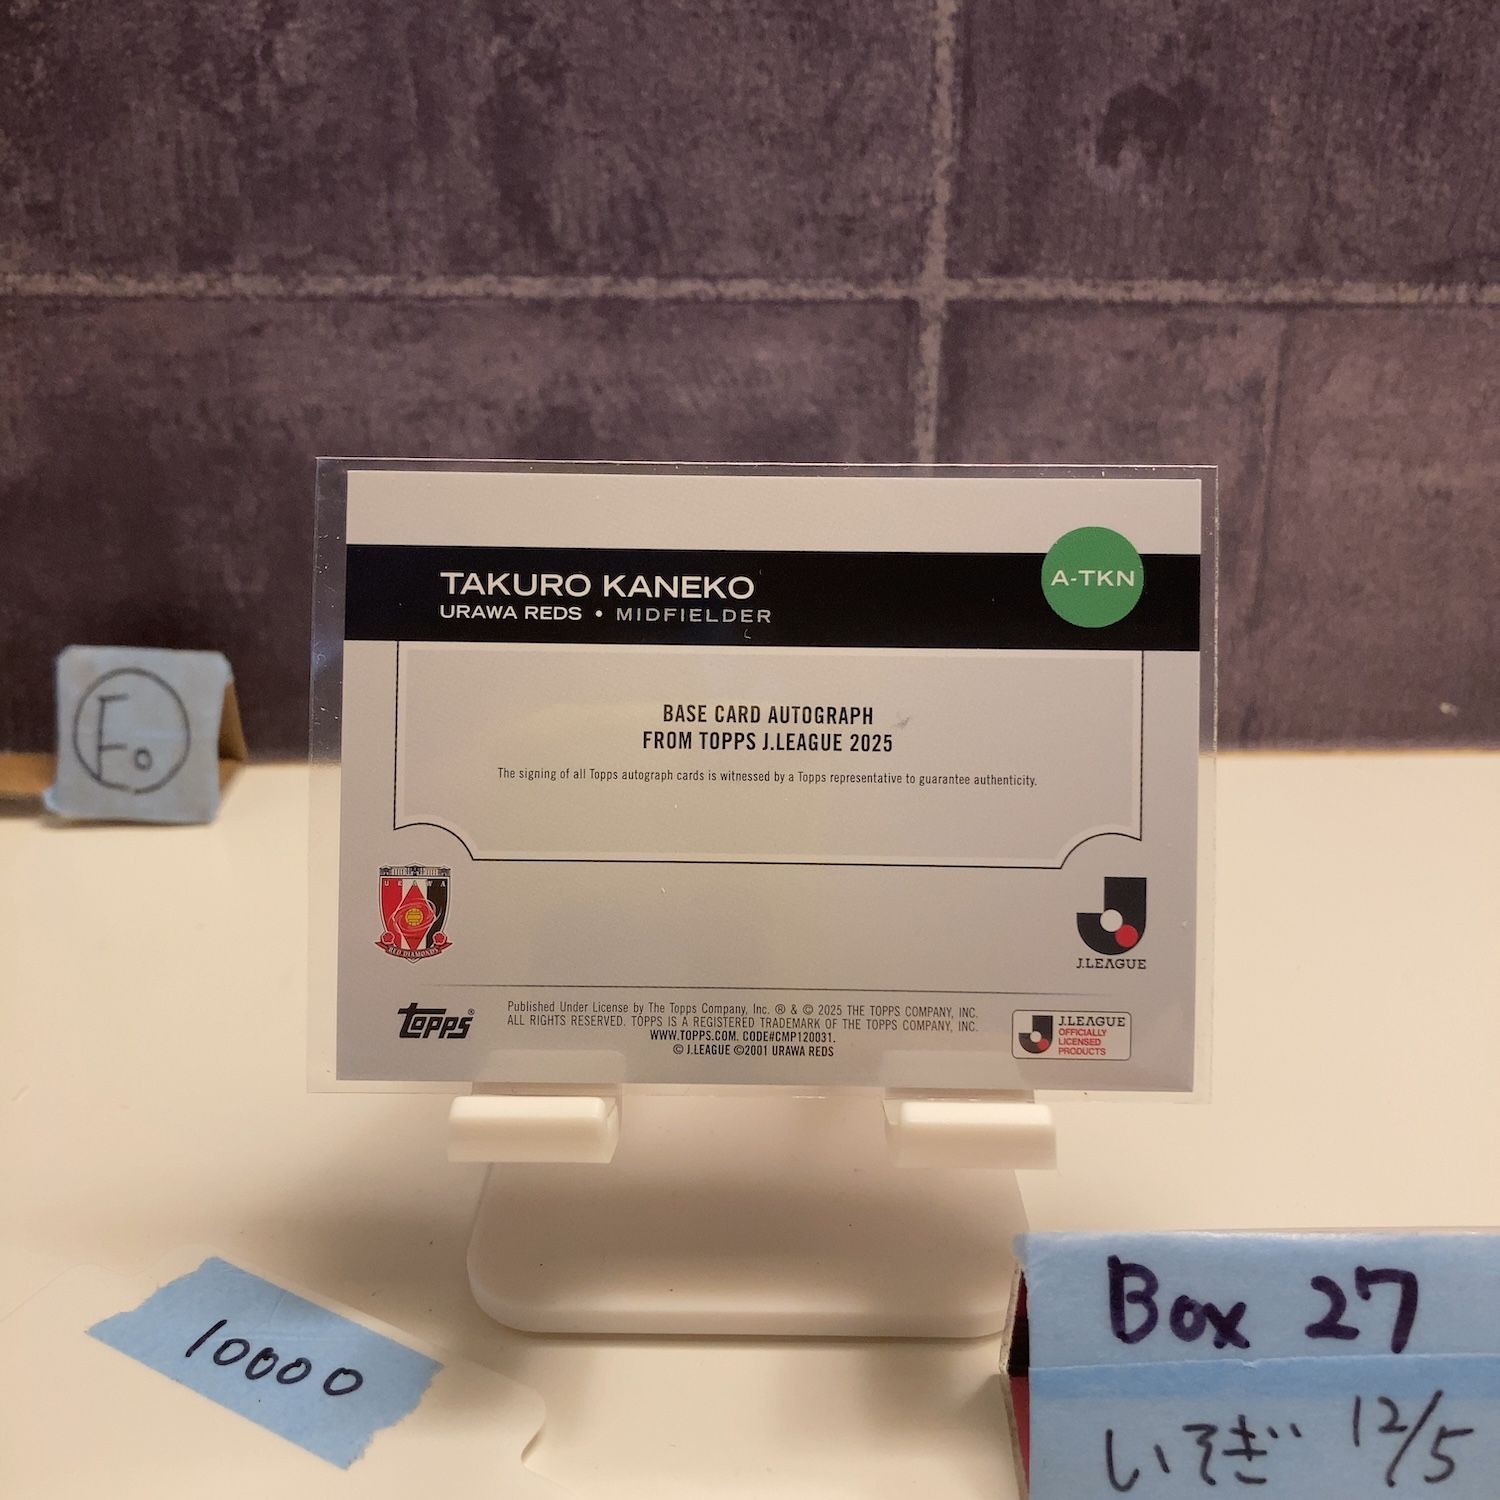 TAKURO KANEKO
URAWA REDS • MIDFIELDER
A-TKN
BASE CARD AUTOGRAPH
FROM TOPPS J.LEAGUE 2025
The signing of all Topps autograph cards is witnessed by a Topps representative to guarantee authenticity.
URAWA
RED DIAMONDS
J.LEAGUE
topps®
Published Under License by The Topps Company, Inc. ® & © 2025 THE TOPPS COMPANY, INC.
ALL RIGHTS RESERVED. TOPPS IS A REGISTERED TRADEMARK OF THE TOPPS COMPANY, INC.
WWW.TOPPS.COM. CODE#CMP120031.
© J.LEAGUE ©2001 URAWA REDS
J.LEAGUE
OFFICIALLY
LICENSED
PRODUCTS
Eo
10000
Box 27
いそぎ 12/5